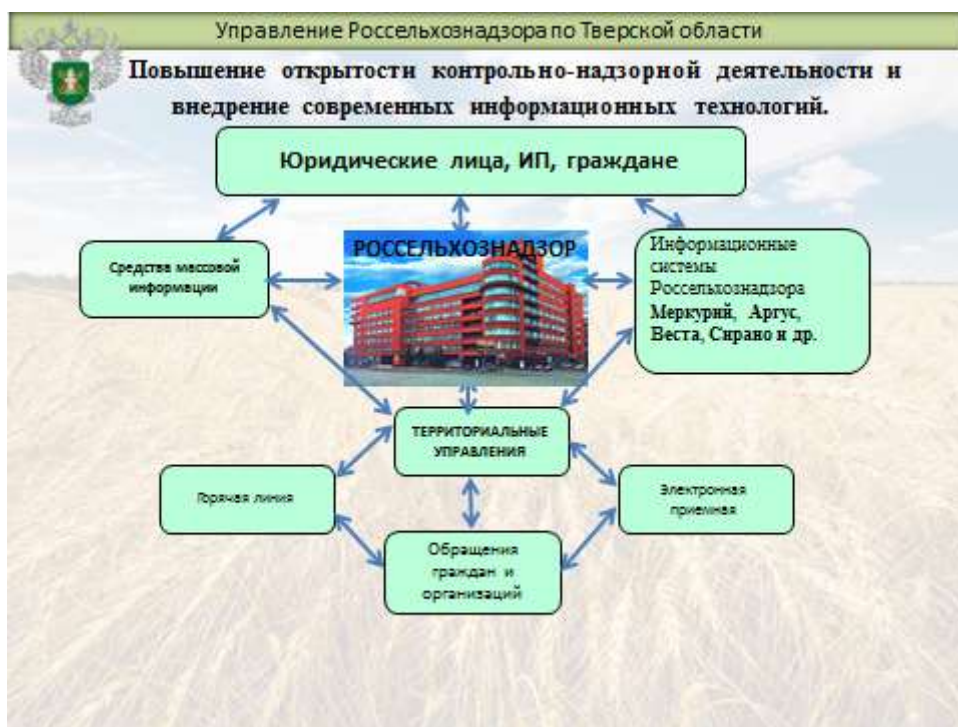 Управление Россельхознадзора по Тверской области
Повышение открытости контрольно-надзорной деятельности и
внедрение современных информационных технологий.
Юридические лица, ИП, граждане
Средства массовой
информации
РОССЕЛЬХОЗНАДЗОР
Информационные
системы
Россельхознадзора
Меркурий, Аргус,
Веста, Сирано и др.
ТЕРРИТОРИАЛЬНЫЕ
УПРАВЛЕНИЯ
Горячая линия
Электронная
приемная
Обращения
граждан и
организаций